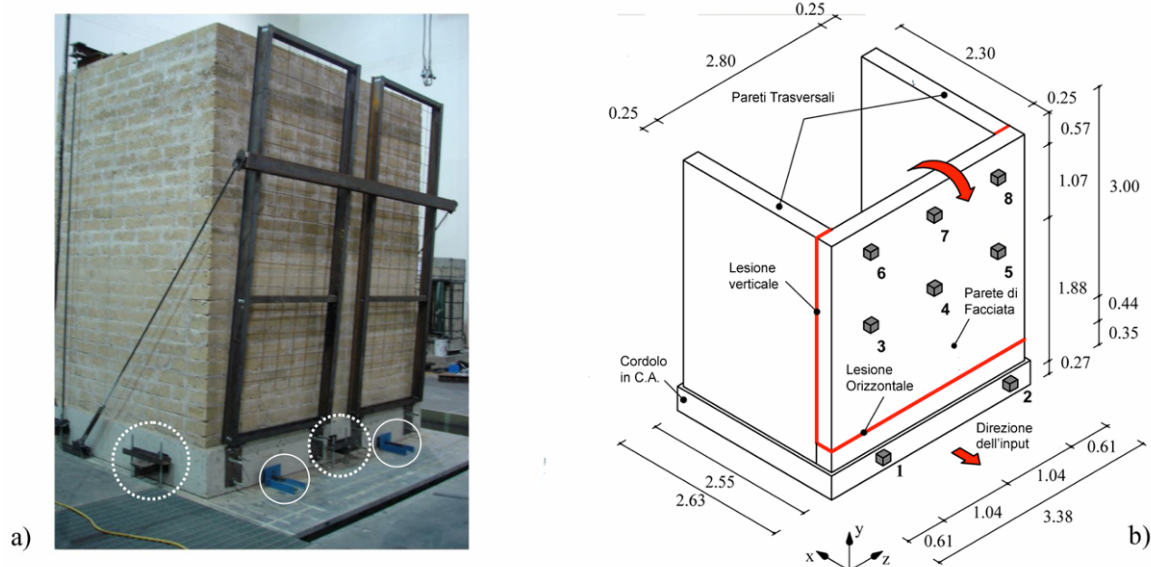 a)
0.25
2.80
0.25
2.30
0.25
Pareti Trasversali
0.57
1.07
3.00
1.88
0.44
0.35
0.27
8
7
6
5
4
3
Lesione
verticale
Parete di
Facciata
Cordolo
in C.A.
Lesione
Orizzontale
2
1
Direzione
dell'input
0.61
1.04
1.04
0.61
3.38
2.55
2.63
x
y
z
b)